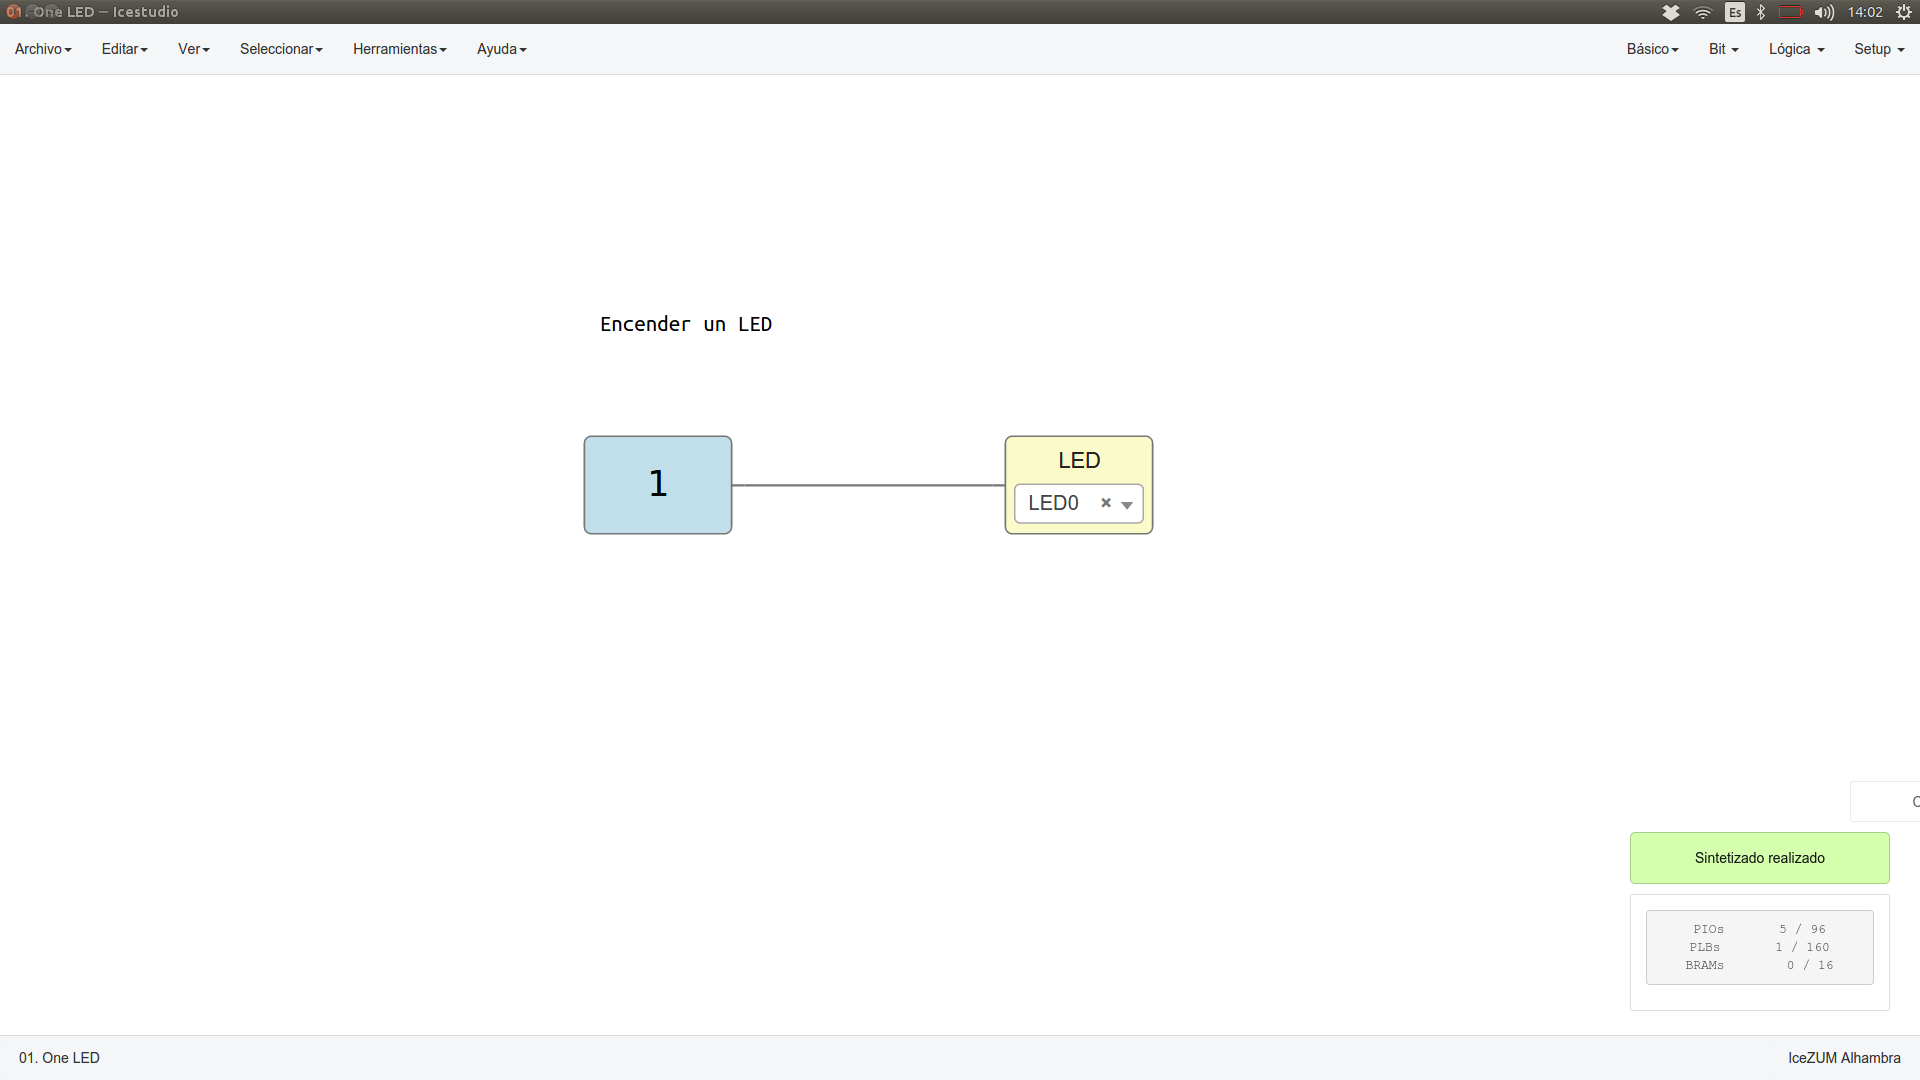 01. One LED — Icestudio
Es
14:02
Archivo Editar Ver Seleccionar Herramientas Ayuda
Básico Bit Lógica Setup
Encender un LED
1
LED
LED0
Sintetizado realizado
PIOs 5 / 96
PLBs 1 / 160
BRAMs 0 / 16
01. One LED
IceZUM Alhambra